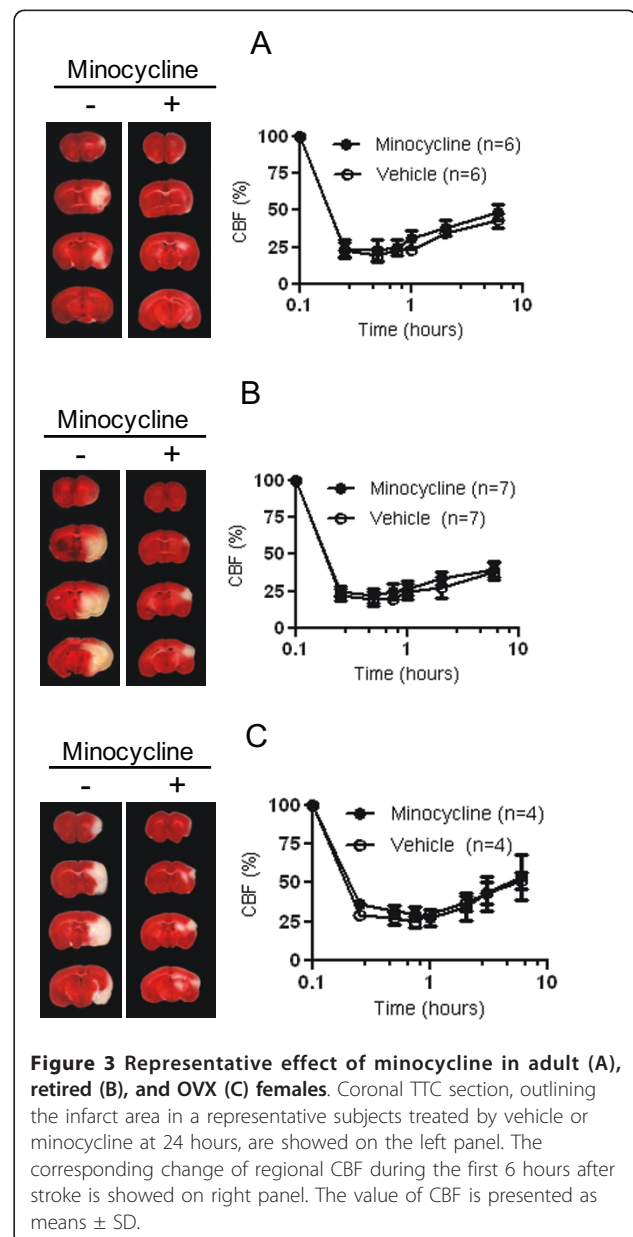 A
Minocycline
- +
Minocycline (n=6)
Vehicle (n=6)
100
75
50
25
0
CBF (%)
0.1 1 10
Time (hours)
B
Minocycline
- +
Minocycline (n=7)
Vehicle (n=7)
100
75
50
25
0
CBF (%)
0.1 1 10
Time (hours)
C
Minocycline
- +
Minocycline (n=4)
Vehicle (n=4)
100
75
50
25
0
CBF (%)
0.1 1 10
Time (hours)
Figure 3 Representative effect of minocycline in adult (A),
retired (B), and OVX (C) females. Coronal TTC section, outlining
the infarct area in a representative subjects treated by vehicle or
minocycline at 24 hours, are showed on the left panel. The
corresponding change of regional CBF during the first 6 hours after
stroke is showed on right panel. The value of CBF is presented as
means ± SD.